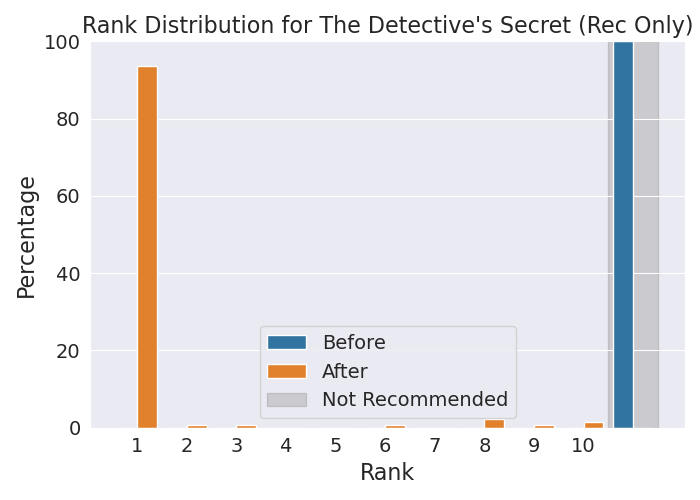 Rank Distribution for The Detective's Secret (Rec Only)
100
80
60
40
20
0
Percentage
Before
After
Not Recommended
1 2 3 4 5 6 7 8 9 10
Rank